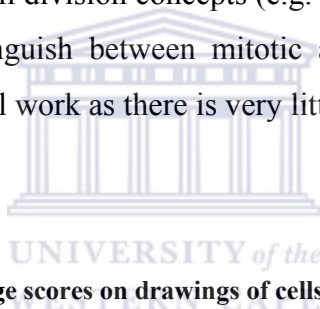 division concepts (e.g.
nguish between mitotic a
l work as there is very litt
UNIVERSITY of the
ge scores on drawings of cells
WESTERN CAPE